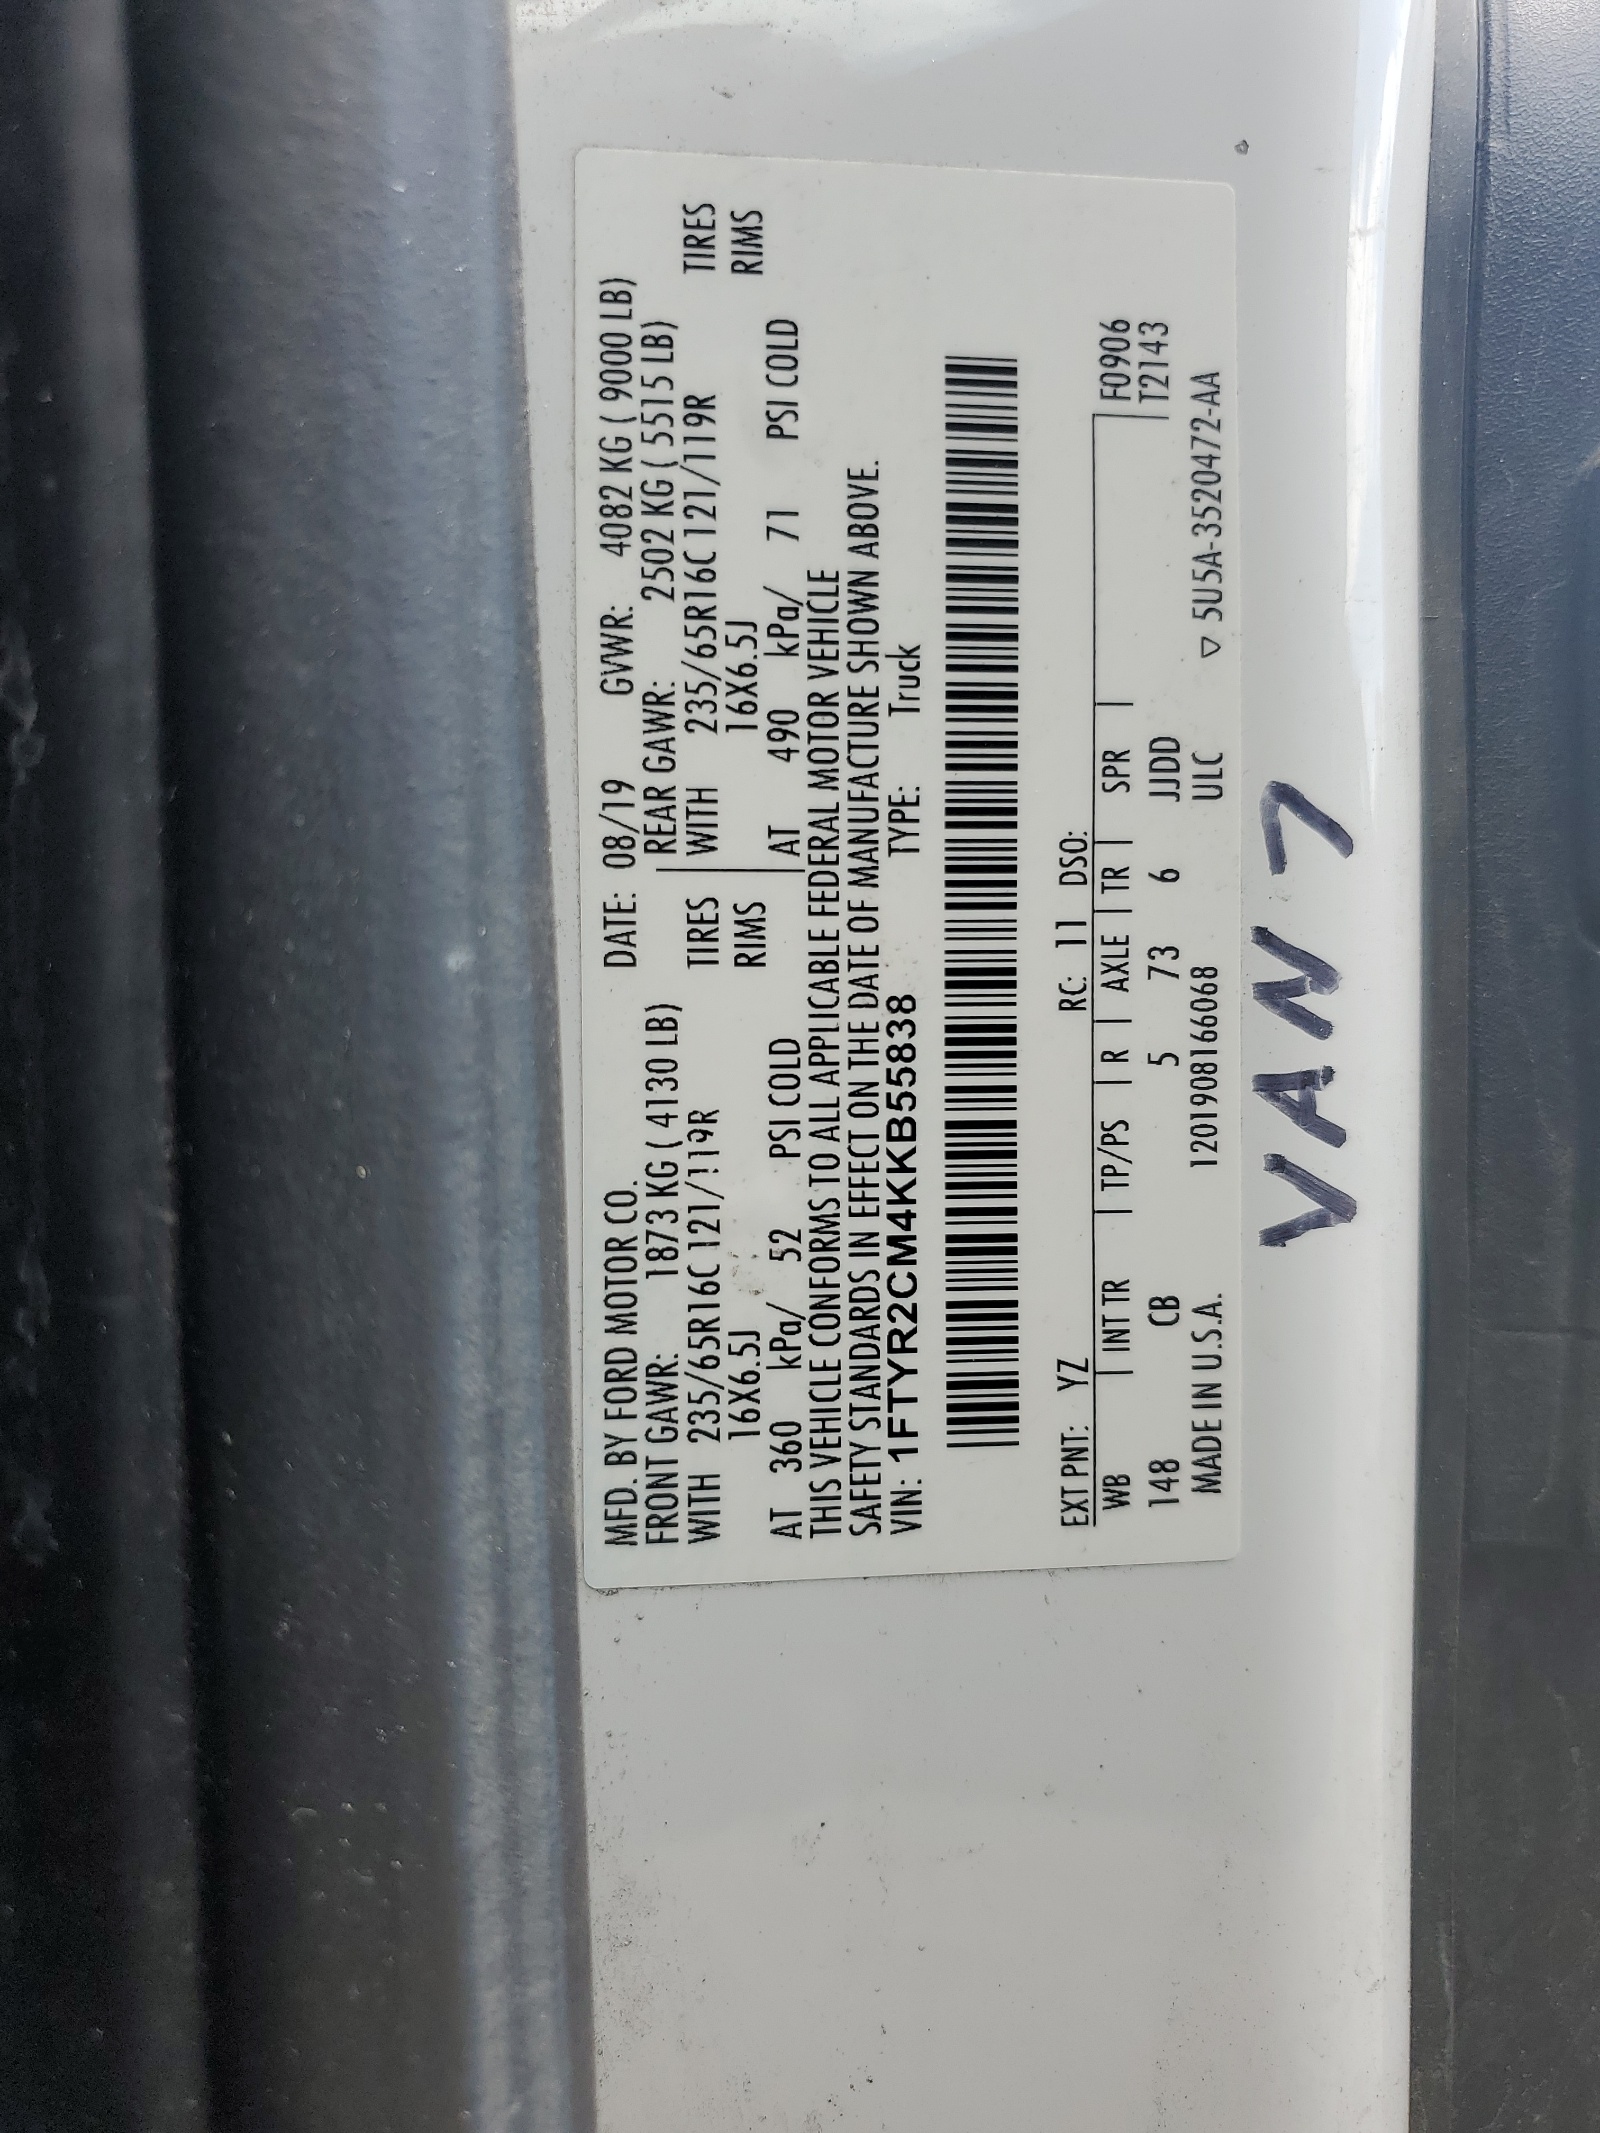 MFD. BY FORD MOTOR CO. DATE: 08/19 GVWR: 4082 KG ( 9000 LB)
FRONT GAWR: 1873 KG ( 4130 LB) REAR GAWR: 2502 KG ( 5515 LB)
WITH 235/65R16C 121/119R TIRES WITH 235/65R16C 121/119R TIRES
16X6.5J RIMS 16X6.5J RIMS
AT 360 kPa/ 52 PSI COLD AT 490 kPa/ 71 PSI COLD
THIS VEHICLE CONFORMS TO ALL APPLICABLE FEDERAL MOTOR VEHICLE
SAFETY STANDARDS IN EFFECT ON THE DATE OF MANUFACTURE SHOWN ABOVE.
VIN: 1FTYR2CM4KKB55838 TYPE: Truck
EXT PNT: YZ RC: 11 DSO:
WB INT TR TP/PS R AXLE TR SPR F0906
148 CB 5 73 6 JJDD T2143
MADE IN U.S.A. 1201908166068 ULC ▽ 5U5A-3520472-AA
VAN 7